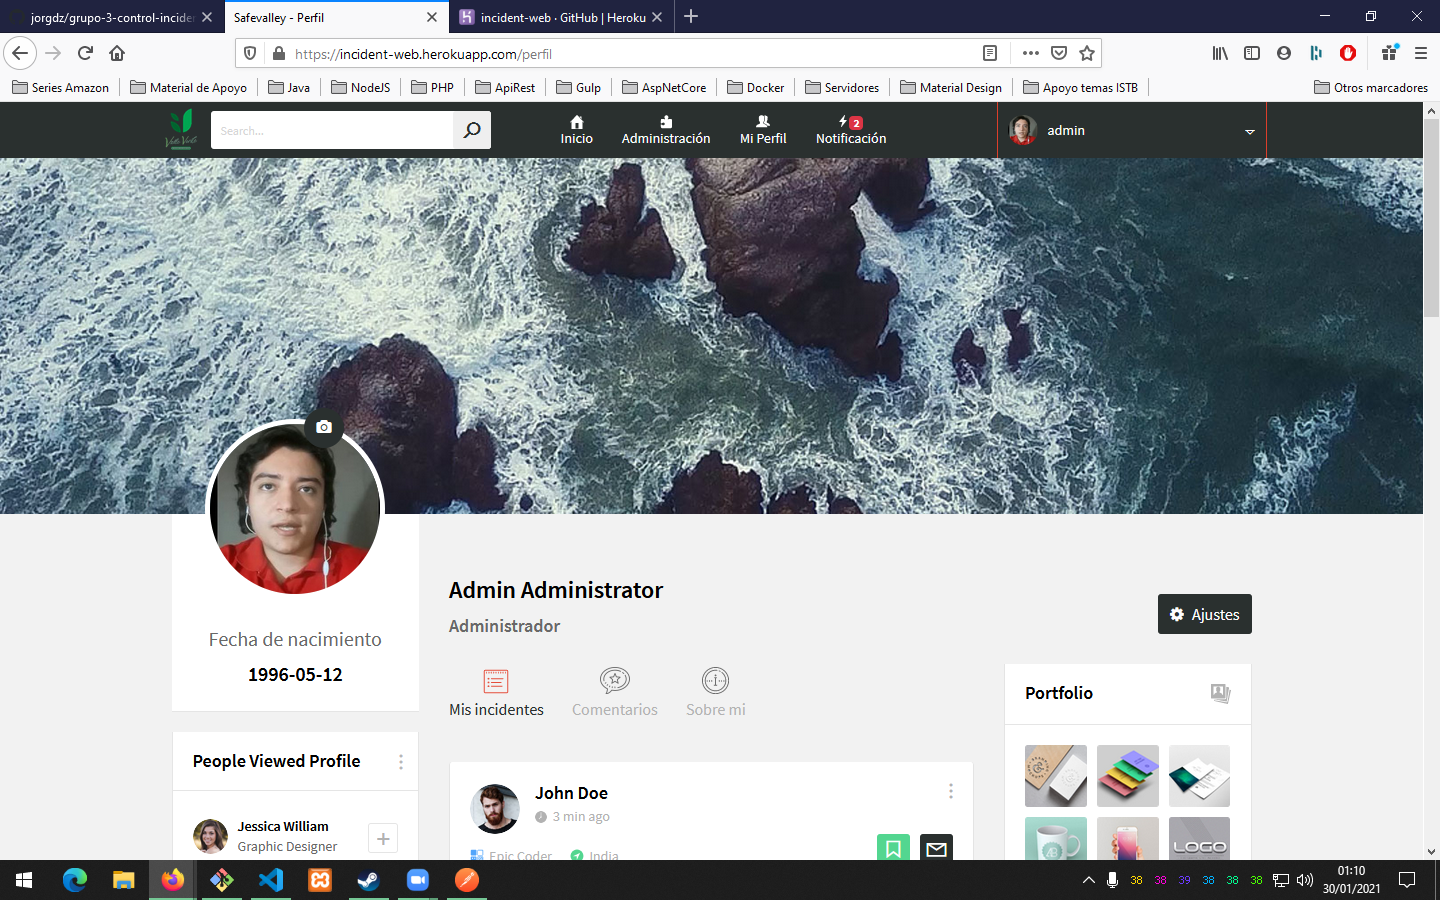 jorgdz/grupo-3-control-inciden
Safevalley - Perfil
incident-web · GitHub | Heroku
https://incident-web.herokuapp.com/perfil
Series Amazon
Material de Apoyo
Java
NodeJS
PHP
ApiRest
Gulp
AspNetCore
Docker
Servidores
Material Design
Apoyo temas ISTB
Otros marcadores
Search...
Inicio
Administración
Mi Perfil
2
Notificación
admin
Fecha de nacimiento
1996-05-12
Admin Administrator
Administrador
Ajustes
Mis incidentes
Comentarios
Sobre mi
People Viewed Profile
Jessica William
Graphic Designer
John Doe
3 min ago
Epic Coder
India
Portfolio
LOGO
38
38
39
38
38
38
01:10
30/01/2021